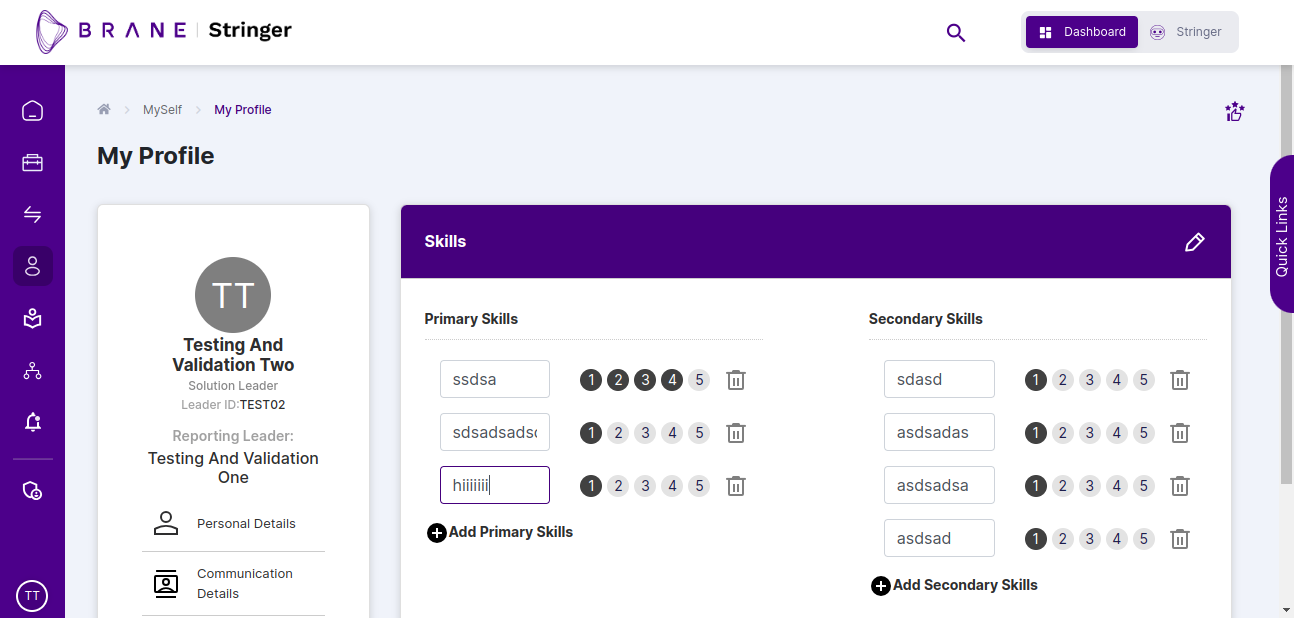 BRANE | Stringer
Dashboard
Stringer
MySelf
My Profile
My Profile
Quick Links
TT
Testing And
Validation Two
Solution Leader
Leader ID:TEST02
Reporting Leader:
Testing And Validation
One
Personal Details
Communication
Details
TT
Skills
Primary Skills
ssdsa 1 2 3 4 5
sdsadsads 1 2 3 4 5
hiiiiiii 1 2 3 4 5
Add Primary Skills
Secondary Skills
sdasd 1 2 3 4 5
asdsadas 1 2 3 4 5
asdsadsa 1 2 3 4 5
asdsad 1 2 3 4 5
Add Secondary Skills